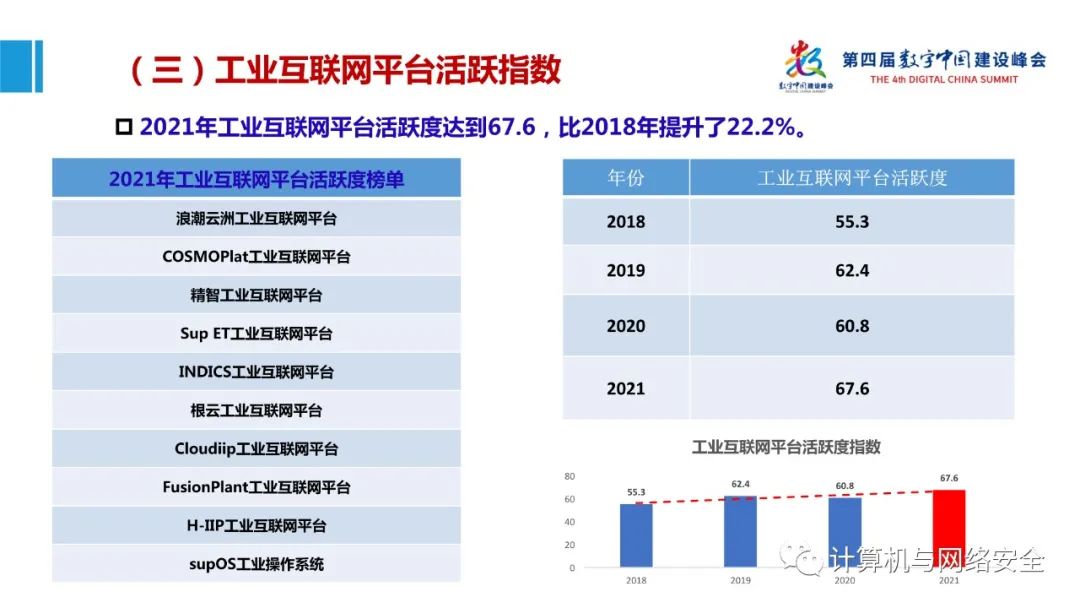 （三）工业互联网平台活跃指数
数字中国建设峰会
DIGITAL CHINA SUMMIT
第四届数字中国建设峰会
THE 4th DIGITAL CHINA SUMMIT
2021年工业互联网平台活跃度达到67.6，比2018年提升了22.2%。
2021年工业互联网平台活跃度榜单
浪潮云洲工业互联网平台
COSMOPlat工业互联网平台
精智工业互联网平台
Sup ET工业互联网平台
INDICS工业互联网平台
根云工业互联网平台
Cloudiip工业互联网平台
FusionPlant工业互联网平台
H-IIP工业互联网平台
supOS工业操作系统
年份 工业互联网平台活跃度
2018 55.3
2019 62.4
2020 60.8
2021 67.6
工业互联网平台活跃度指数
80
60
40
20
0
55.3 62.4 60.8 67.6
2018 2019 2020 2021
计算机与网络安全